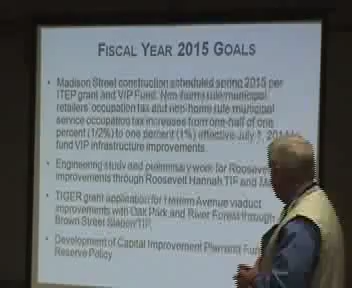 FISCAL YEAR 2015 GOALS
Madison Street construction scheduled spring 2015 per
ITEP grant and VIP Fund. Non-home rule municipal
retailers' occupation tax and non-home rule municipal
service occupation tax increases from one-half of one
percent (1/2%) to one percent (1%) effective July 1,
fund VIP infrastructure improvements.
Engineering study and preliminary work for Roosevelt
improvements through Roosevelt Hannah TIF and
TIGER grant application for Harlem Avenue viaduct
improvements with Oak Park and River Forest through
Brown Street Station TIF.
Development of Capital Improvement Planning Fund
Reserve Policy